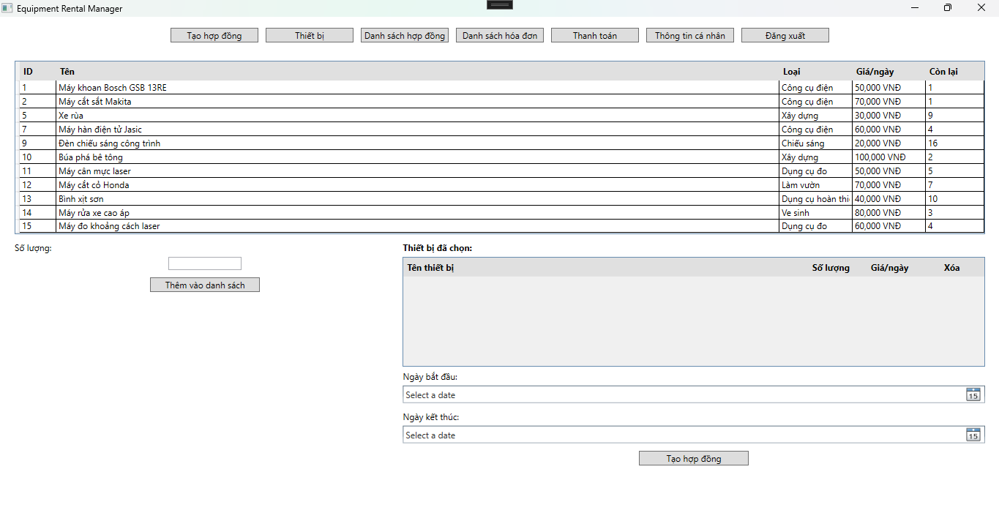 Equipment Rental Manager
Tạo hợp đồng Thiết bị Danh sách hợp đồng Danh sách hóa đơn Thanh toán Thông tin cá nhân Đăng xuất
ID Tên Loại Giá/ngày Còn lại
1 Máy khoan Bosch GSB 13RE Công cụ điện 50,000 VNĐ 1
2 Máy cắt sắt Makita Công cụ điện 70,000 VNĐ 1
5 Xe rùa Xây dựng 30,000 VNĐ 9
7 Máy hàn điện tử Jasic Công cụ điện 60,000 VNĐ 4
9 Đèn chiếu sáng công trình Chiếu sáng 20,000 VNĐ 16
10 Búa phá bê tông Xây dựng 100,000 VNĐ 2
11 Máy cân mực laser Dụng cụ đo 50,000 VNĐ 5
12 Máy cắt cỏ Honda Làm vườn 70,000 VNĐ 7
13 Bình xịt sơn Dụng cụ hoàn thi 40,000 VNĐ 10
14 Máy rửa xe cao áp Ve sinh 80,000 VNĐ 3
15 Máy đo khoảng cách laser Dụng cụ đo 60,000 VNĐ 4
Số lượng:
Thêm vào danh sách
Thiết bị đã chọn:
Tên thiết bị Số lượng Giá/ngày Xóa
Ngày bắt đầu:
Select a date 15
Ngày kết thúc:
Select a date 15
Tạo hợp đồng